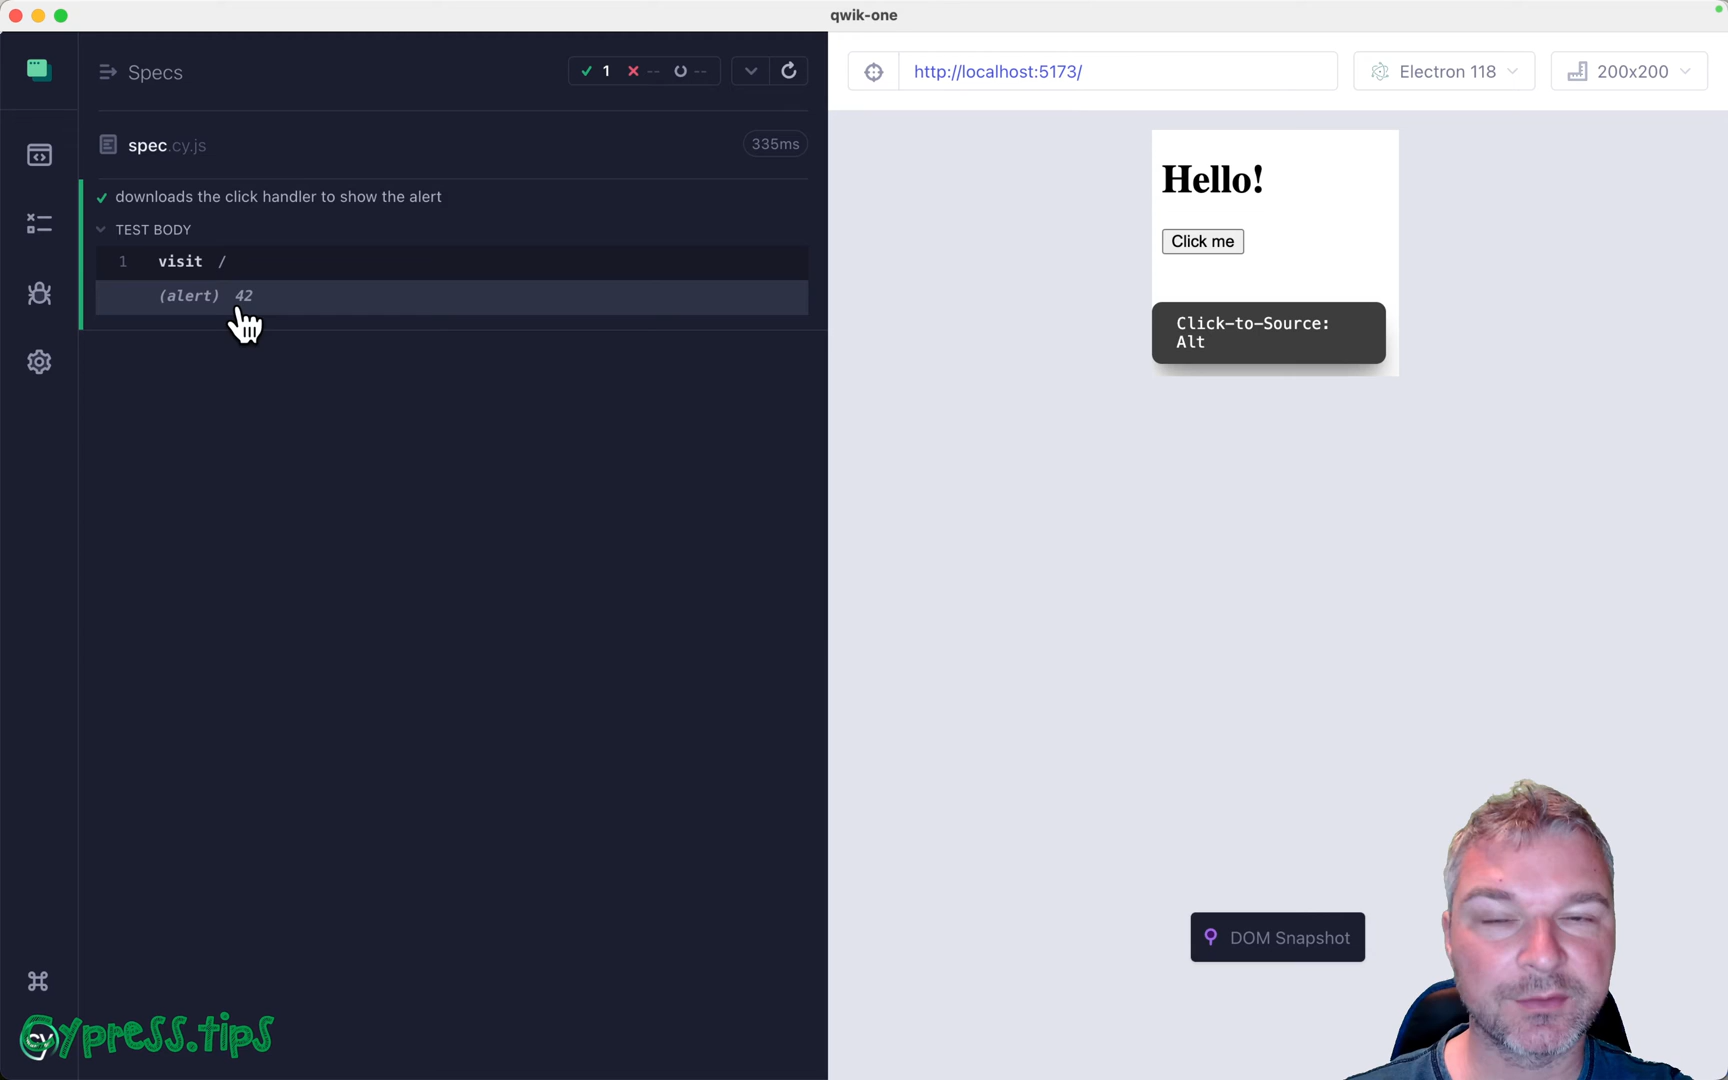 qwik-one
Specs
1 -- --
http://localhost:5173/
Electron 118
200x200
spec.cy.js
335ms
downloads the click handler to show the alert
TEST BODY
1 visit /
(alert) 42
Hello!
Click me
Click-to-Source:
Alt
DOM Snapshot
cy
Cypress.tips